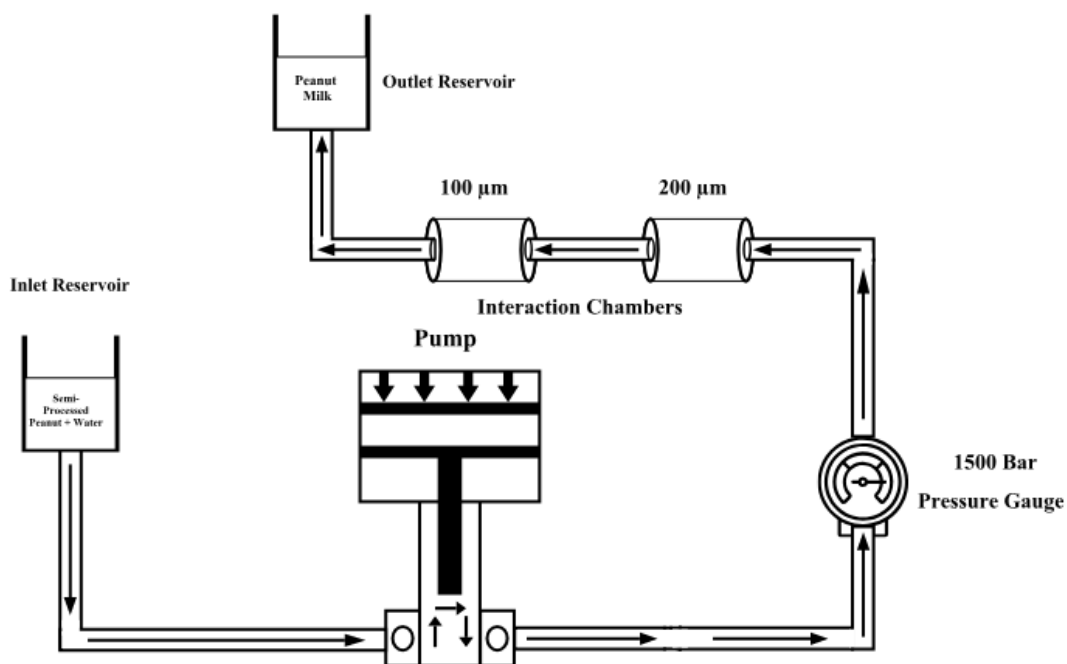 Peanut
Milk
Outlet Reservoir
100 µm
200 µm
Inlet Reservoir
Interaction Chambers
Pump
Semi-
Processed
Peanut + Water
1500 Bar
Pressure Gauge